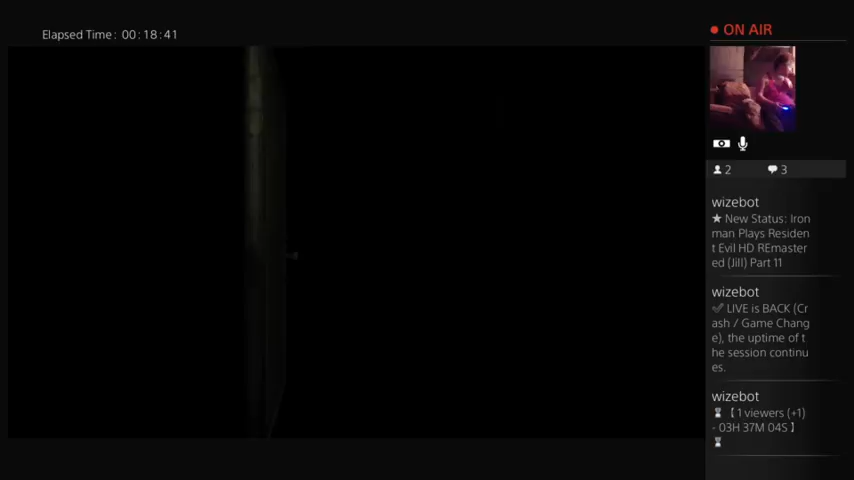 Elapsed Time: 00:18:41
ON AIR
2 3
wizebot
★ New Status: Iron
man Plays Residen
t Evil HD REmaster
ed (Jill) Part 11
wizebot
✅ LIVE is BACK (Cr
ash / Game Chang
e), the uptime of t
he session continu
es.
wizebot
⌛ [ 1 viewers (+1)
- 03H 37M 04S ]
⌛